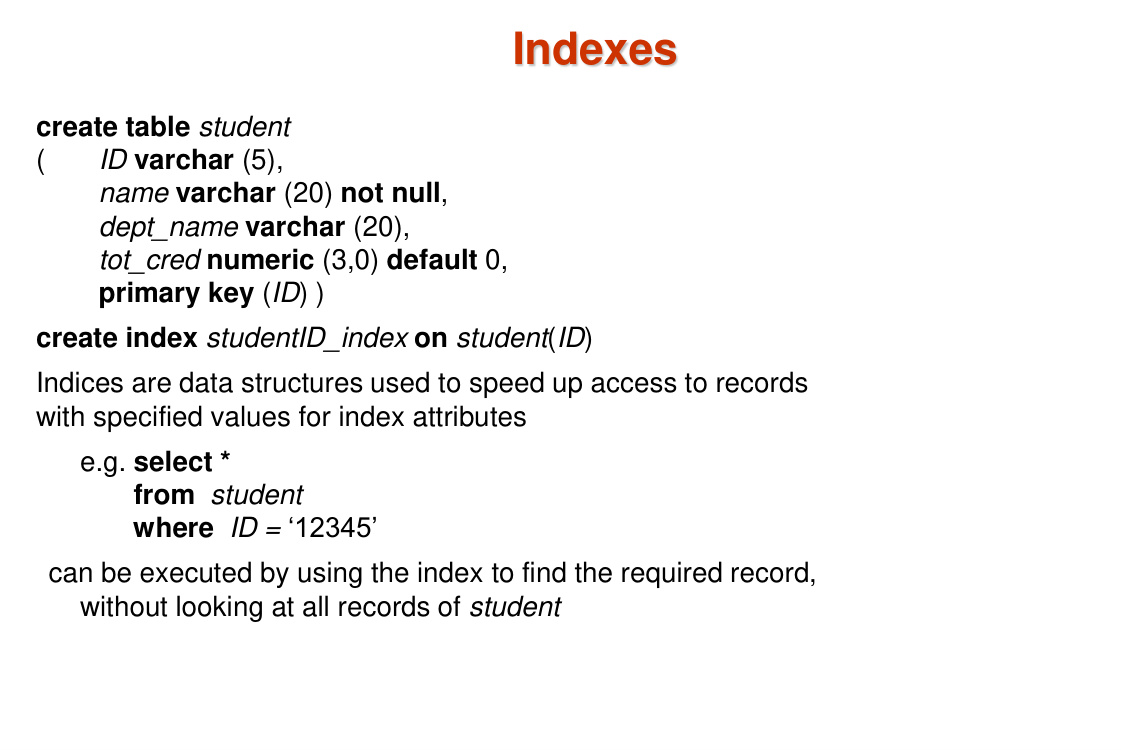 Indexes
create table student
( ID varchar (5),
name varchar (20) not null,
dept_name varchar (20),
tot_cred numeric (3,0) default 0,
primary key (ID) )
create index studentID_index on student(ID)
Indices are data structures used to speed up access to records
with specified values for index attributes
e.g. select *
from student
where ID = ‘12345’
can be executed by using the index to find the required record,
without looking at all records of student